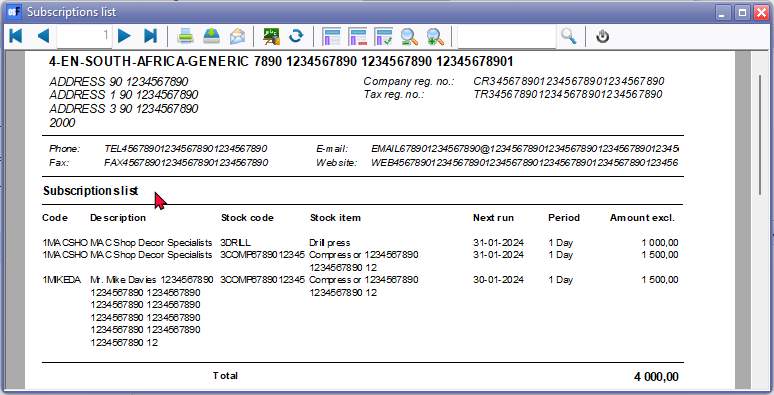 Subscriptions list
1
4-EN-SOUTH-AFRICA-GENERIC 7890 1234567890 1234567890 12345678901
ADDRESS 90 1234567890
ADDRESS 1 90 1234567890
ADDRESS 3 90 1234567890
2000
Company reg. no.: CR3456789012345678901234567890
Tax reg. no.: TR3456789012345678901234567890
Phone: TEL456789012345678901234567890 E-mail: EMAIL678901234567890@1234567890123456789012345
Fax: FAX456789012345678901234567890 Website: WEB4567890123456789012345678901234567890123456
Subscriptions list
Code Description Stock code Stock item Next run Period Amount excl.
1MACSHO MAC Shop Decor Specialists 3DRILL Drill press 31-01-2024 1 Day 1 000,00
1MACSHO MAC Shop Decor Specialists 3COMP6789012345 Compressor 1234567890 31-01-2024 1 Day 1 500,00
1234567890 12
1MIKEDA Mr. Mike Davies 1234567890 3COMP6789012345 Compressor 1234567890 30-01-2024 1 Day 1 500,00
1234567890 1234567890 1234567890 12
1234567890 1234567890
1234567890 1234567890
1234567890 1234567890
1234567890 12
Total 4 000,00